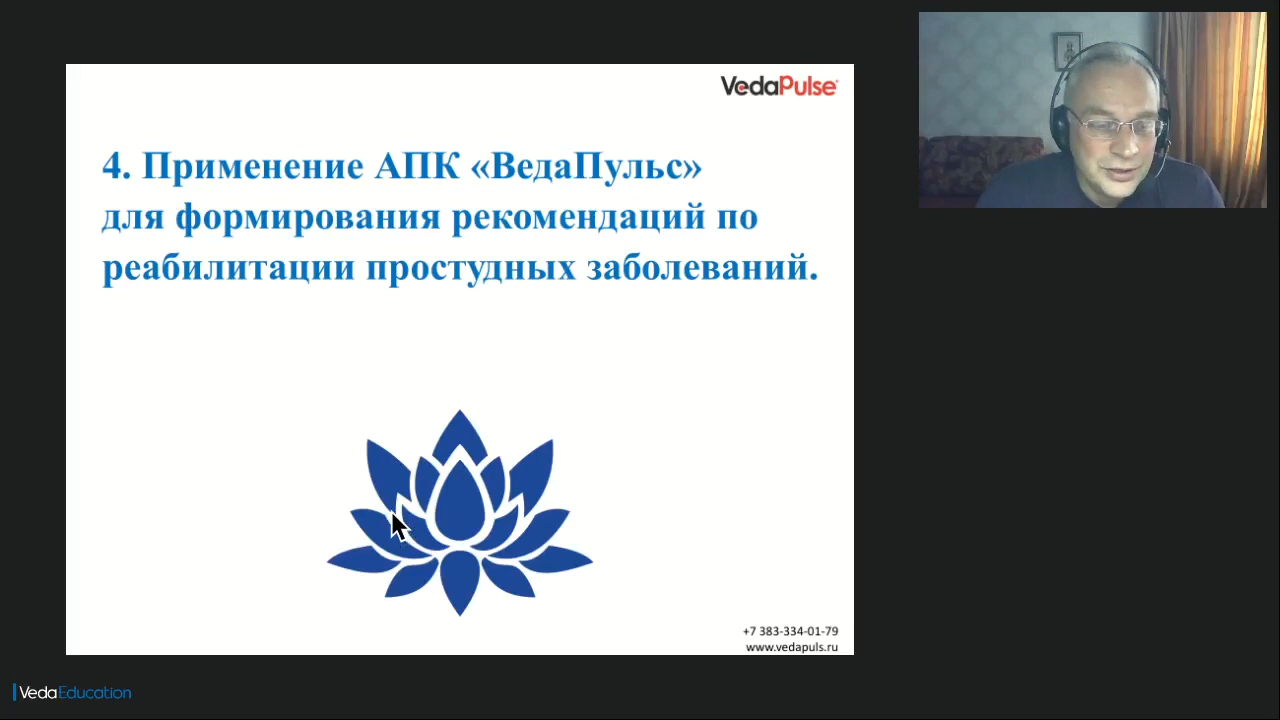 VedaPulse
4. Применение АПК «ВедаПульс»
для формирования рекомендаций по
реабилитации простудных заболеваний.
+7 383-334-01-79
www.vedapuls.ru
VedaEducation